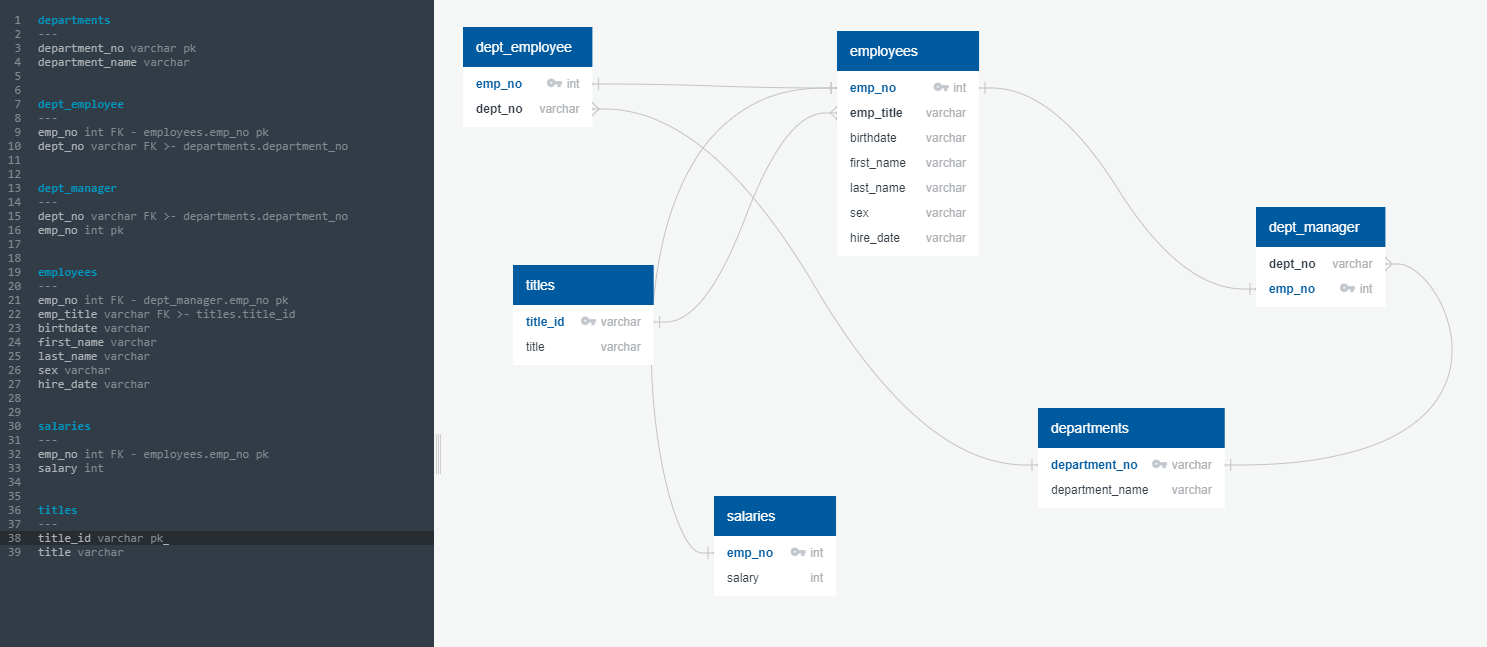 1 departments
2 ---
3 department_no varchar pk
4 department_name varchar
5
6
7 dept_employee
8 ---
9 emp_no int FK - employees.emp_no pk
10 dept_no varchar FK >- departments.department_no
11
12
13 dept_manager
14 ---
15 dept_no varchar FK >- departments.department_no
16 emp_no int pk
17
18
19 employees
20 ---
21 emp_no int FK - dept_manager.emp_no pk
22 emp_title varchar FK >- titles.title_id
23 birthdate varchar
24 first_name varchar
25 last_name varchar
26 sex varchar
27 hire_date varchar
28
29
30 salaries
31 ---
32 emp_no int FK - employees.emp_no pk
33 salary int
34
35
36 titles
37 ---
38 title_id varchar pk_
39 title varchar
dept_employee
emp_no int
dept_no varchar
employees
emp_no int
emp_title varchar
birthdate varchar
first_name varchar
last_name varchar
sex varchar
hire_date varchar
dept_manager
dept_no varchar
emp_no int
titles
title_id varchar
title varchar
departments
department_no varchar
department_name varchar
salaries
emp_no int
salary int